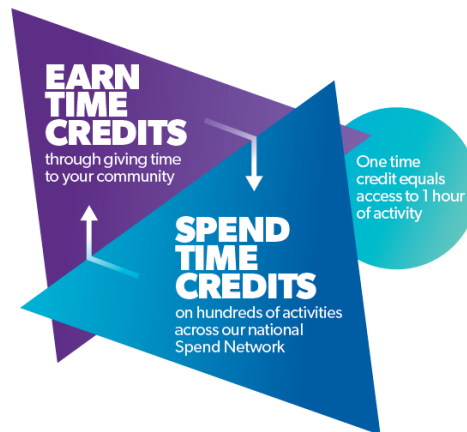 EARN
TIME
CREDITS
through giving time
to your community
One time
credit equals
access to 1 hour
of activity
SPEND
TIME
CREDITS
on hundreds of activities
across our national
Spend Network